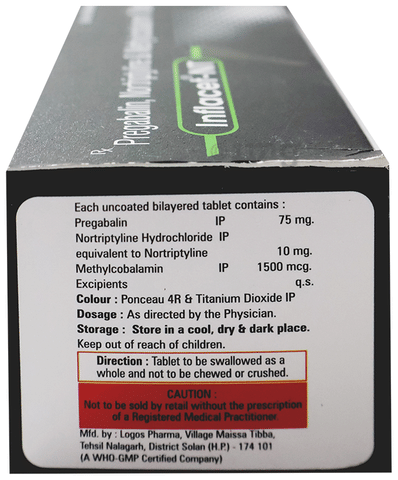 Rx
Pregabalin, Nortriptyline &
Inflacef-NT
Each uncoated bilayered tablet contains :
Pregabalin IP 75 mg.
Nortriptyline Hydrochloride IP
equivalent to Nortriptyline 10 mg.
Methylcobalamin IP 1500 mcg.
Excipients q.s.
Colour : Ponceau 4R & Titanium Dioxide IP
Dosage : As directed by the Physician.
Storage : Store in a cool, dry & dark place.
Keep out of reach of children.
Direction : Tablet to be swallowed as a
whole and not to be chewed or crushed.
CAUTION :
Not to be sold by retail without the prescription
of a Registered Medical Practitioner.
Mfd. by : Logos Pharma, Village Maissa Tibba,
Tehsil Nalagarh, District Solan (H.P.) - 174 101
(A WHO-GMP Certified Company)